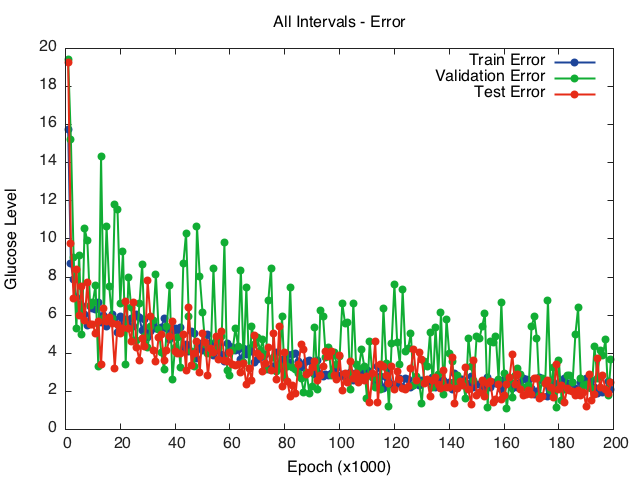 All Intervals - Error
Train Error
Validation Error
Test Error
Glucose Level
20
18
16
14
12
10
8
6
4
2
0
0 20 40 60 80 100 120 140 160 180 200
Epoch (x1000)